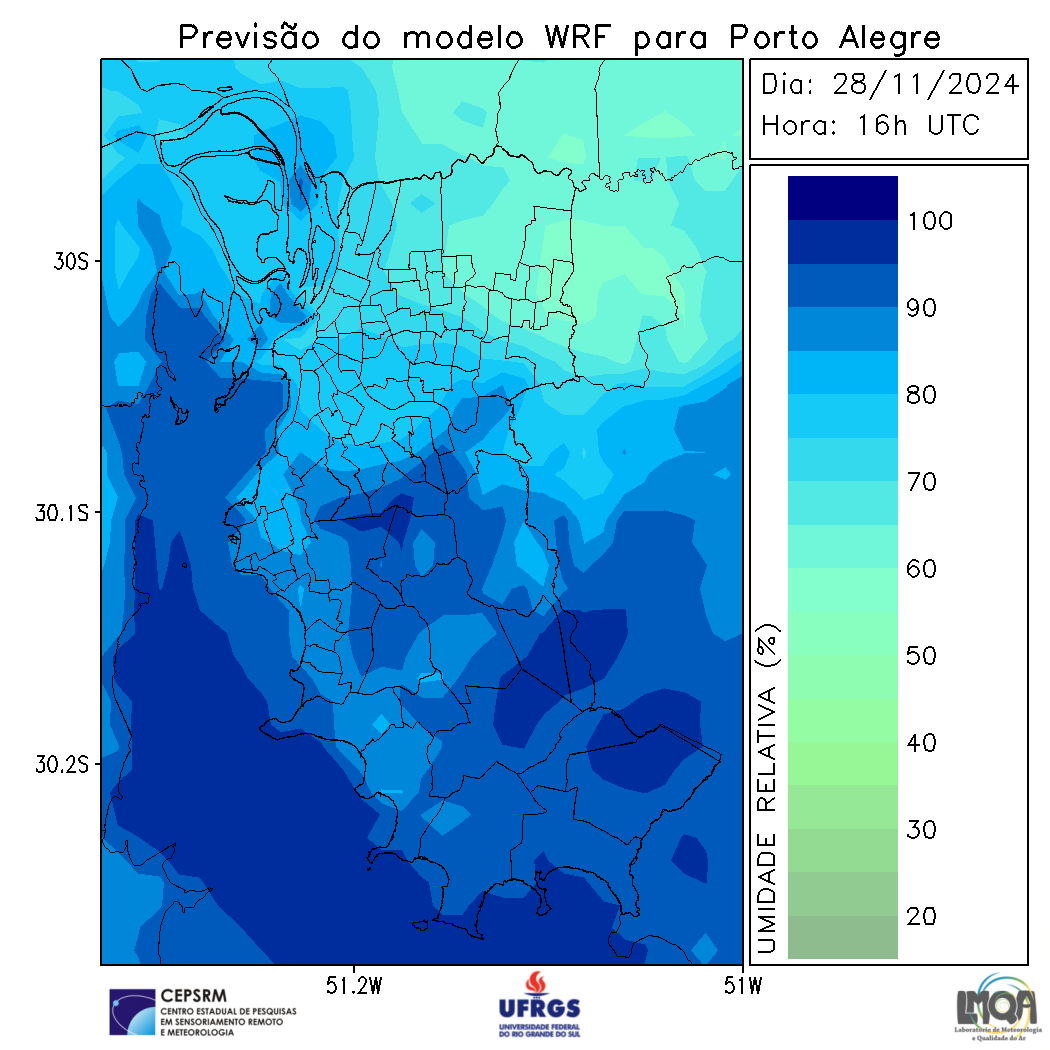 Previsão do modelo WRF para Porto Alegre
Dia: 28/11/2024
Hora: 16h UTC
30S
30.1S
30.2S
51.2W
51W
UMIDADE RELATIVA (%)
100
90
80
70
60
50
40
30
20
CEPSRM
CENTRO ESTADUAL DE PESQUISAS
EM SENSORIAMENTO REMOTO
E METEOROLOGIA
UFRGS
UNIVERSIDADE FEDERAL
DO RIO GRANDE DO SUL
LMQA
Laboratório de Meteorologia
e Qualidade do Ar